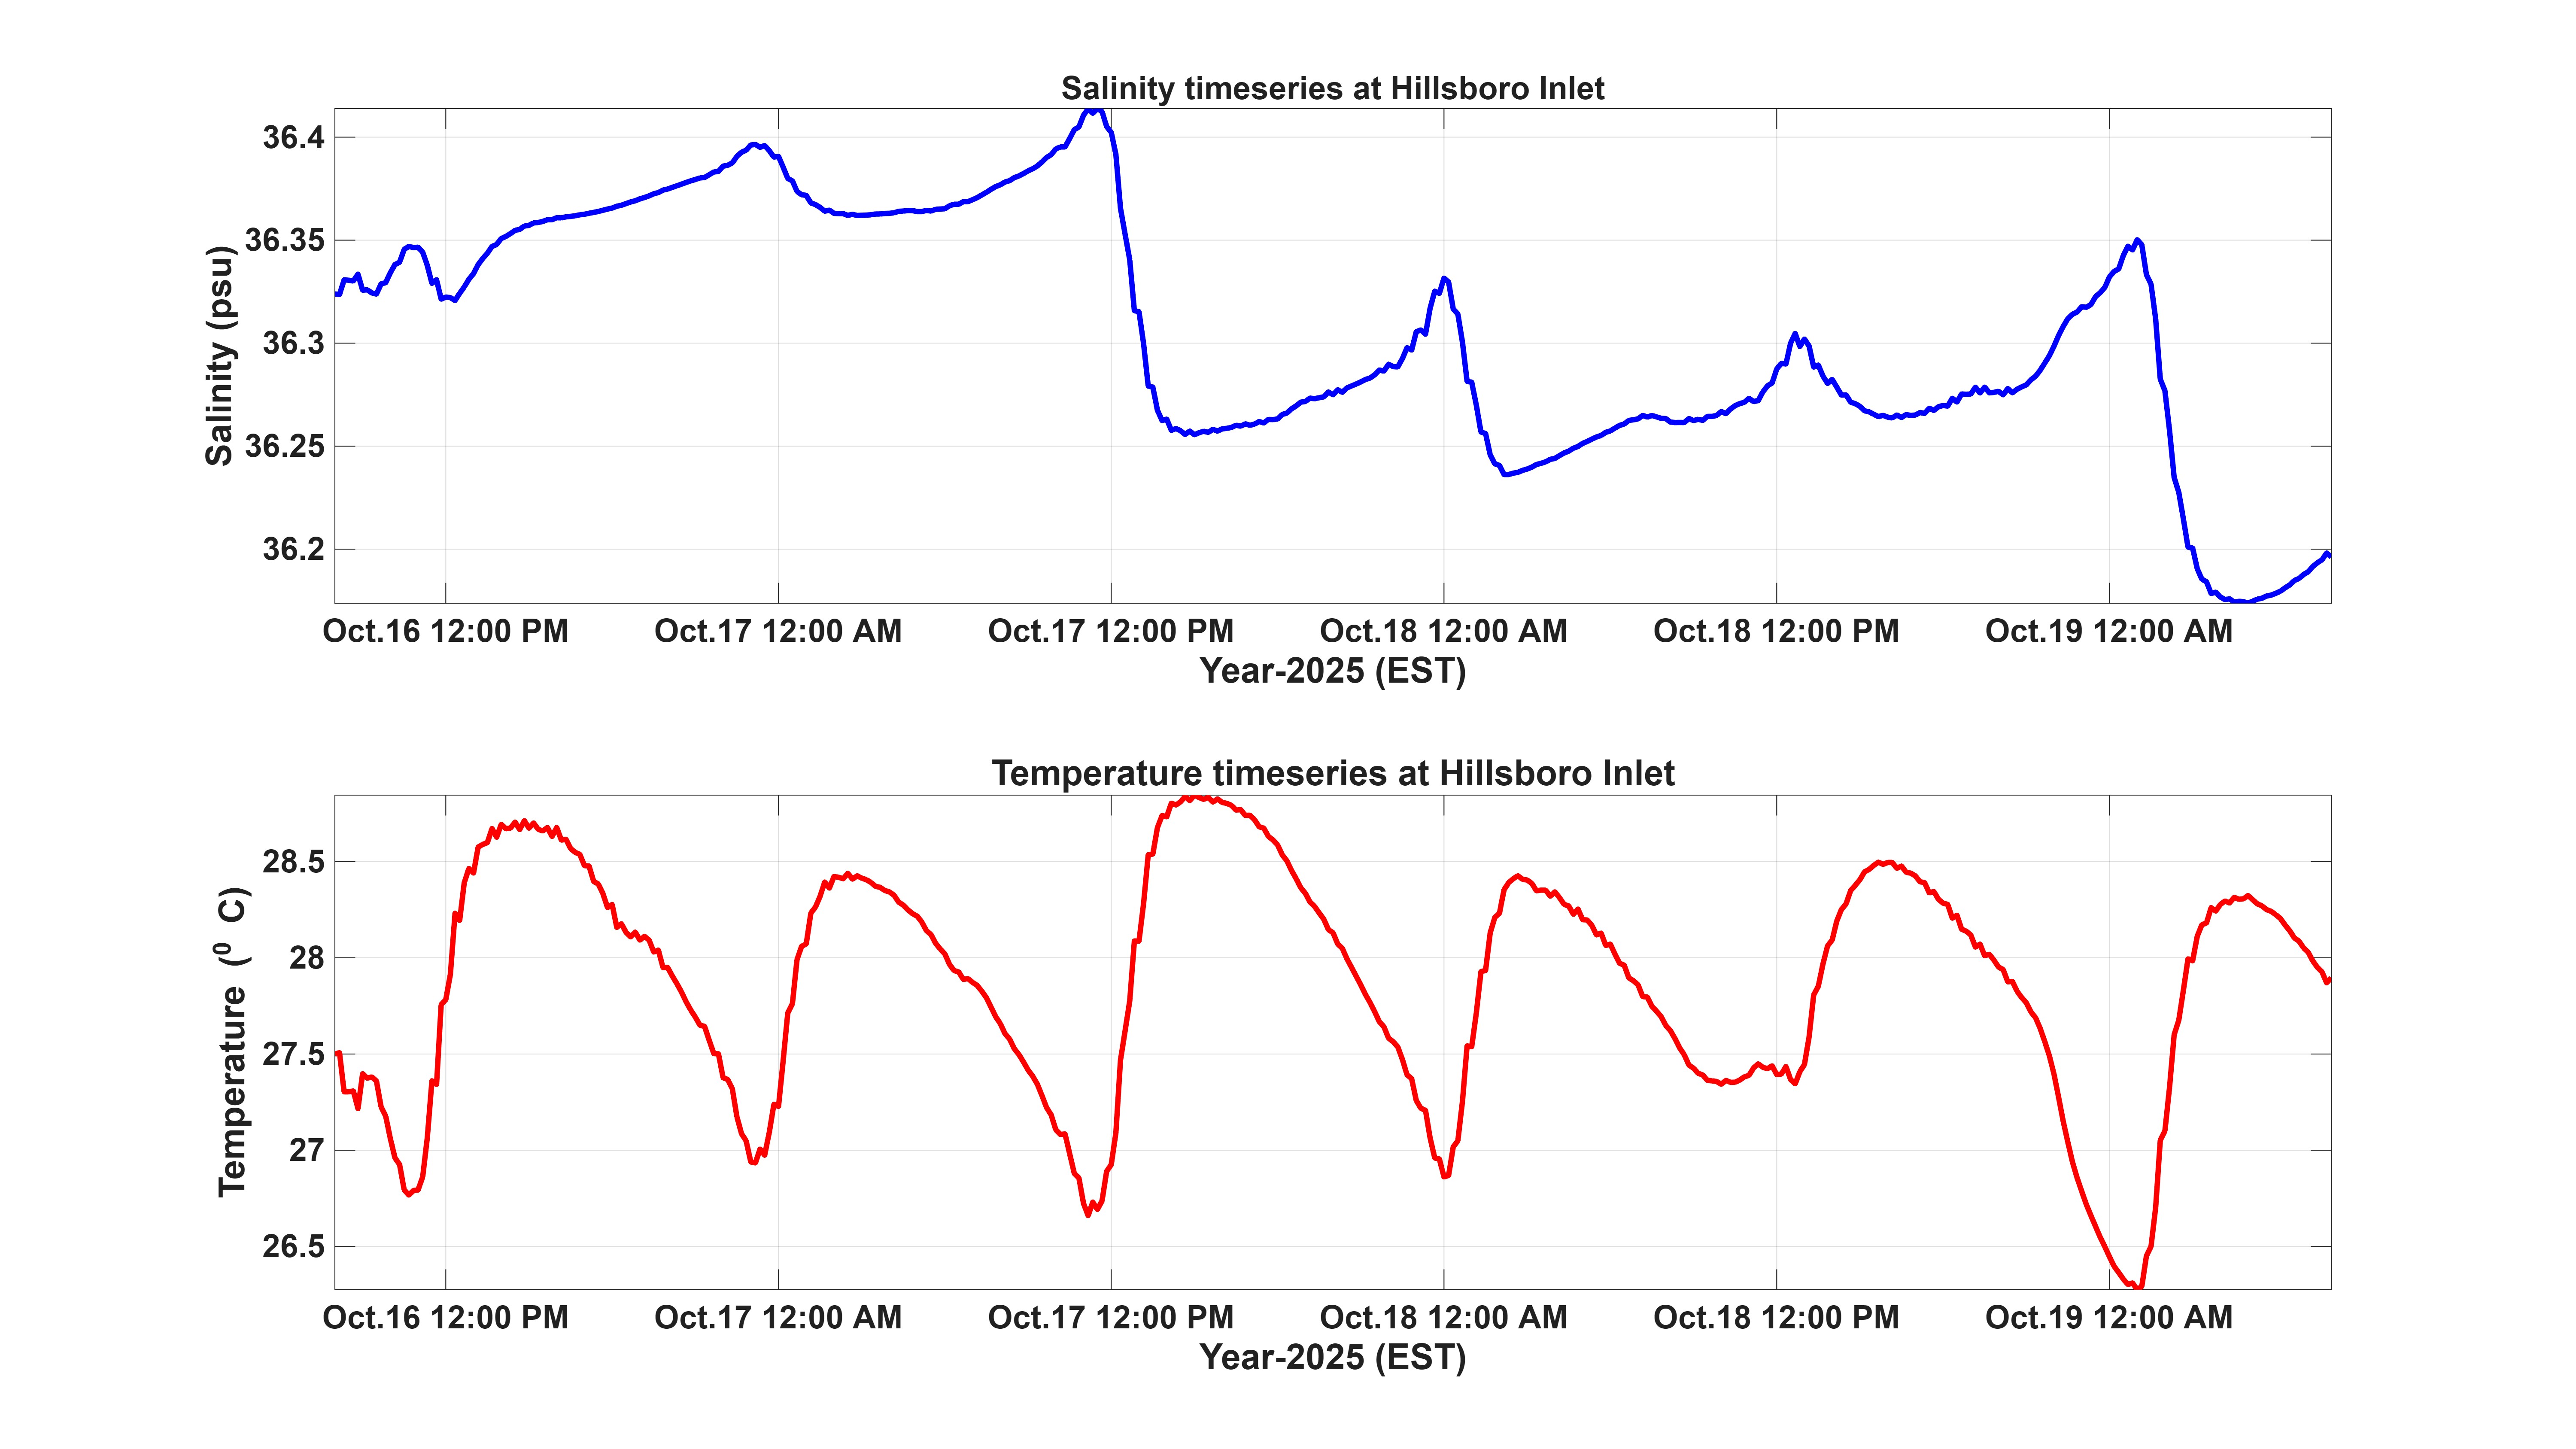 Salinity timeseries at Hillsboro Inlet
Salinity (psu)
36.4
36.35
36.3
36.25
36.2
Oct.16 12:00 PM
Oct.17 12:00 AM
Oct.17 12:00 PM
Oct.18 12:00 AM
Oct.18 12:00 PM
Oct.19 12:00 AM
Year-2025 (EST)
Temperature timeseries at Hillsboro Inlet
Temperature (⁰ C)
28.5
28
27.5
27
26.5
Oct.16 12:00 PM
Oct.17 12:00 AM
Oct.17 12:00 PM
Oct.18 12:00 AM
Oct.18 12:00 PM
Oct.19 12:00 AM
Year-2025 (EST)